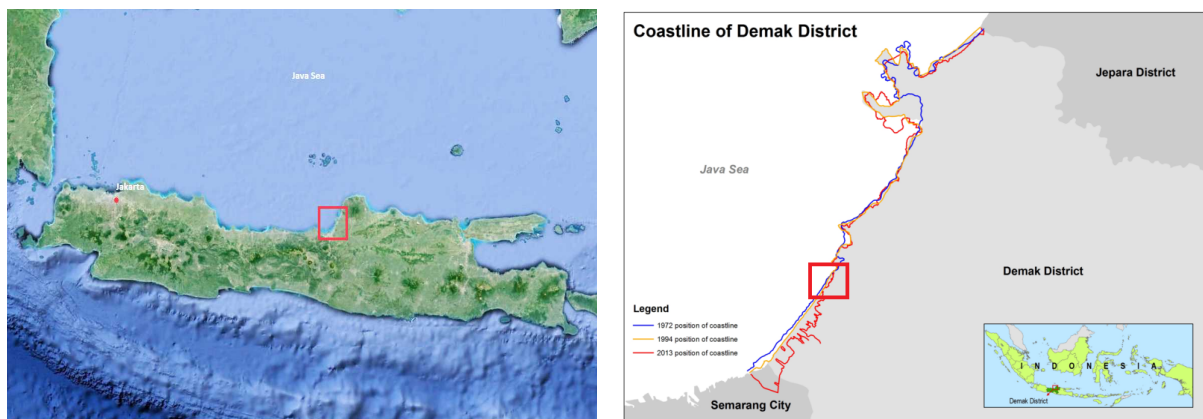 Java Sea
Jakarta
Coastline of Demak District
Jepara District
Java Sea
Demak District
Legend
1972 position of coastline
1994 position of coastline
2013 position of coastline
INDONESIA
Demak District
Semarang City